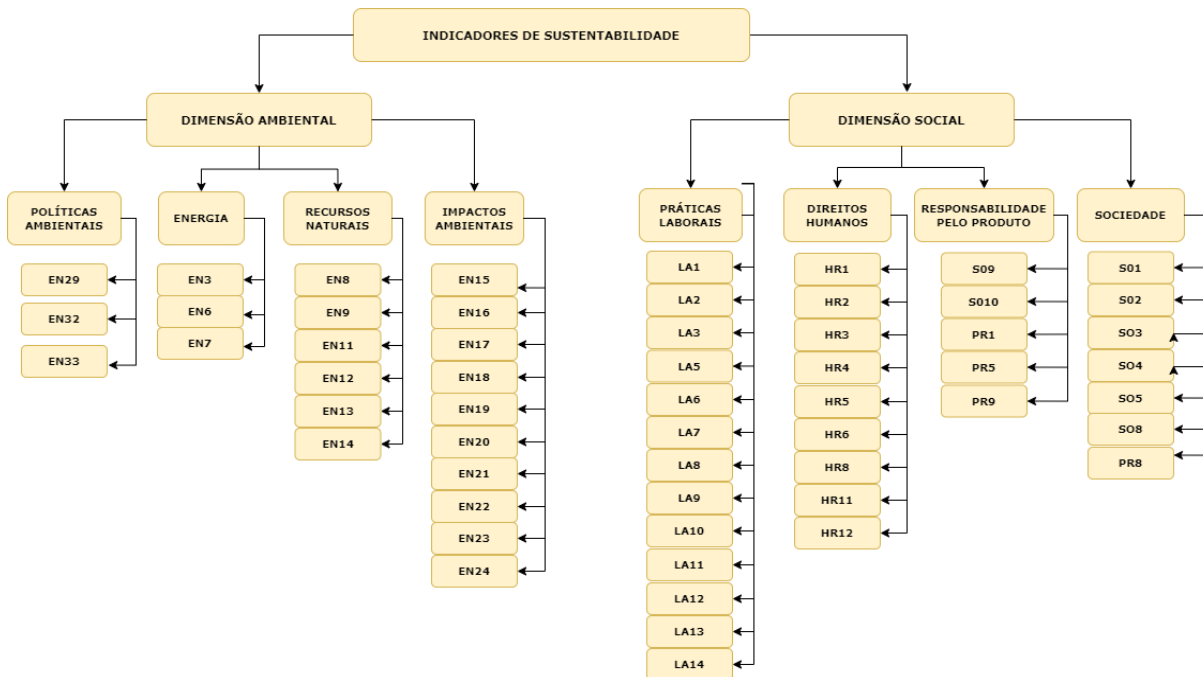 INDICADORES DE SUSTENTABILIDADE
DIMENSÃO AMBIENTAL
DIMENSÃO SOCIAL
POLÍTICAS
AMBIENTAIS
ENERGIA
RECURSOS
NATURAIS
IMPACTOS
AMBIENTAIS
PRÁTICAS
LABORAIS
DIREITOS
HUMANOS
RESPONSABILIDADE
PELO PRODUTO
SOCIEDADE
EN29
EN32
EN33
EN3
EN6
EN7
EN8
EN9
EN11
EN12
EN13
EN14
EN15
EN16
EN17
EN18
EN19
EN20
EN21
EN22
EN23
EN24
LA1
LA2
LA3
LA5
LA6
LA7
LA8
LA9
LA10
LA11
LA12
LA13
LA14
HR1
HR2
HR3
HR4
HR5
HR6
HR8
HR11
HR12
S09
S010
PR1
PR5
PR9
S01
S02
SO3
SO4
SO5
SO8
PR8